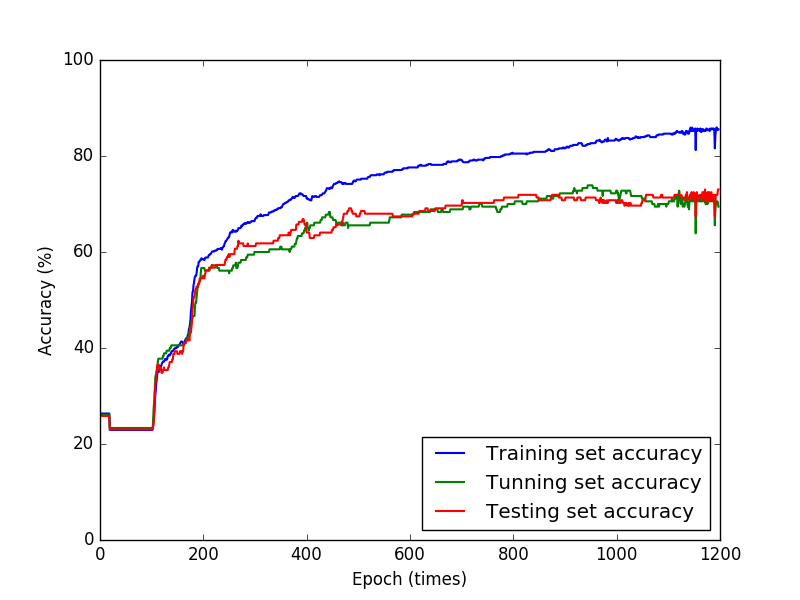 100
80
60
40
20
0
Accuracy (%)
0 200 400 600 800 1000 1200
Epoch (times)
Training set accuracy
Tunning set accuracy
Testing set accuracy